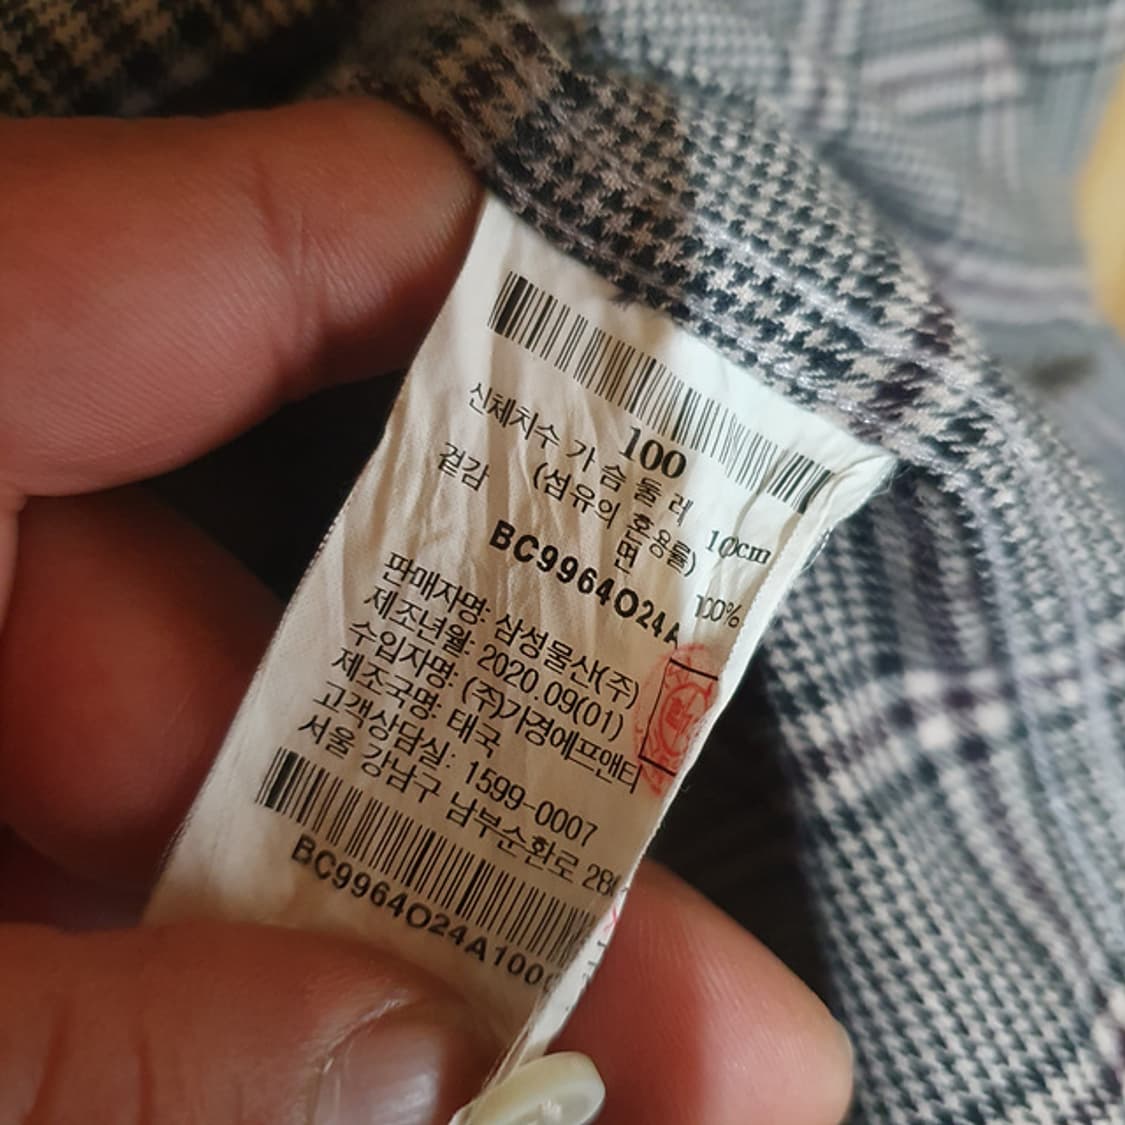 100
신체치수 가슴둘레
겉감 (섬유의 혼용률)
면 100%
BC9964O24A
판매자명: 삼성물산(주)
제조년월: 2020.09(01)
수입자명: (주)가경에프앤티
제조국명: 태국
고객상담실: 1599-0007
서울 강남구 남부순환로
BC9964O24A100